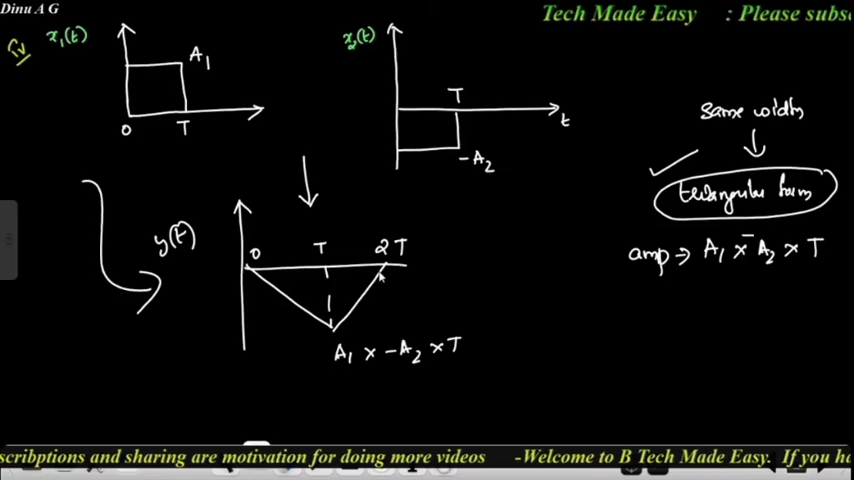 Dinu A G
Tech Made Easy : Please subs
iv
x₁(t)
A₁
0
T
x₂(t)
T
t
-A₂
same width
triangular form
amp → A₁ x -A₂ x T
y(t)
0
T
2T
A₁ x -A₂ x T
scribptions and sharing are motivation for doing more videos -Welcome to B Tech Made Easy. If you ha